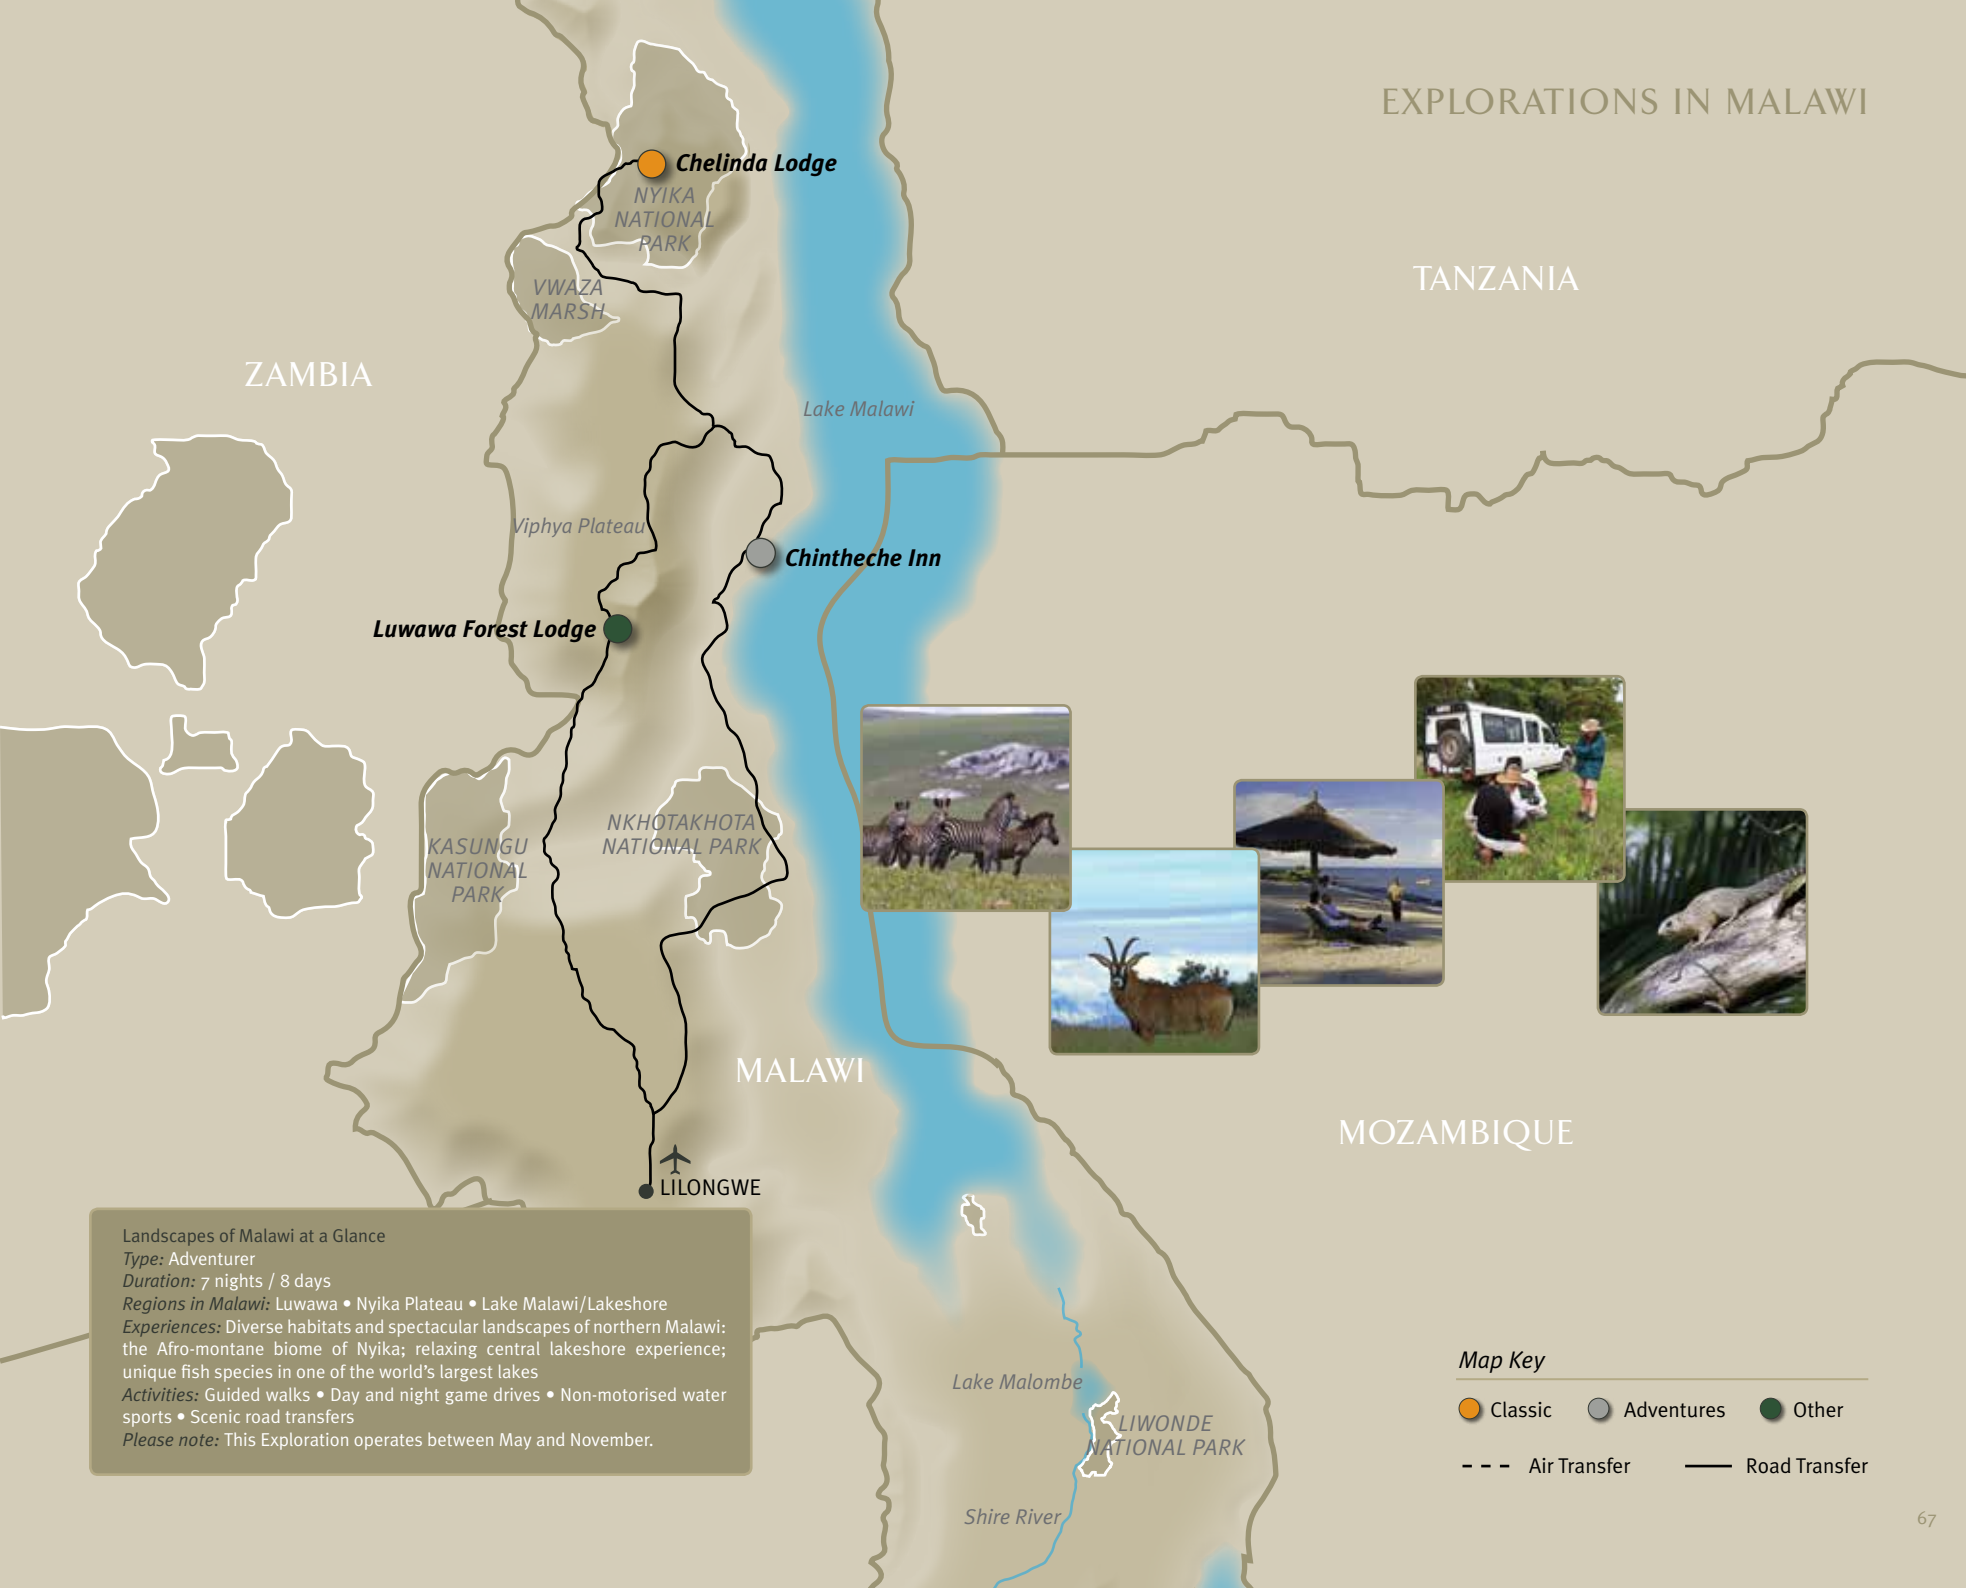 EXPLORATIONS IN MALAWI
Chelinda Lodge
NYIKA
NATIONAL
PARK
TANZANIA
VWAZA
MARSH
ZAMBIA
Lake Malawi
Viphya Plateau
Chintheche Inn
Luwawa Forest Lodge
NKHOTAKHOTA
NATIONAL PARK
KASUNGU
NATIONAL
PARK
MALAWI
MOZAMBIQUE
LILONGWE
Landscapes of Malawi at a Glance
Type: Adventurer
Duration: 7 nights / 8 days
Regions in Malawi: Luwawa • Nyika Plateau • Lake Malawi/Lakeshore
Experiences: Diverse habitats and spectacular landscapes of northern Malawi:
the Afro-montane biome of Nyika; relaxing central lakeshore experience;
unique fish species in one of the world's largest lakes
Activities: Guided walks • Day and night game drives • Non-motorised water
sports • Scenic road transfers
Please note: This Exploration operates between May and November.
Lake Malombe
LIWONDE
NATIONAL PARK
Shire River
Map Key
Classic Adventures Other
Air Transfer Road Transfer
67